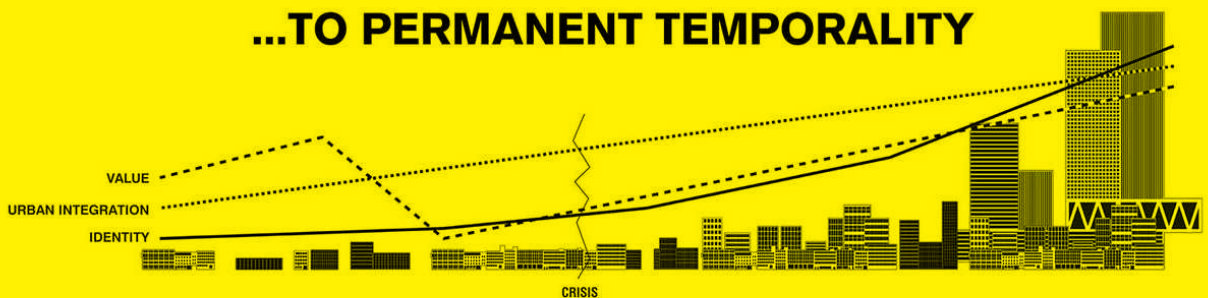 ...TO PERMANENT TEMPORALITY
VALUE
URBAN INTEGRATION
IDENTITY
CRISIS